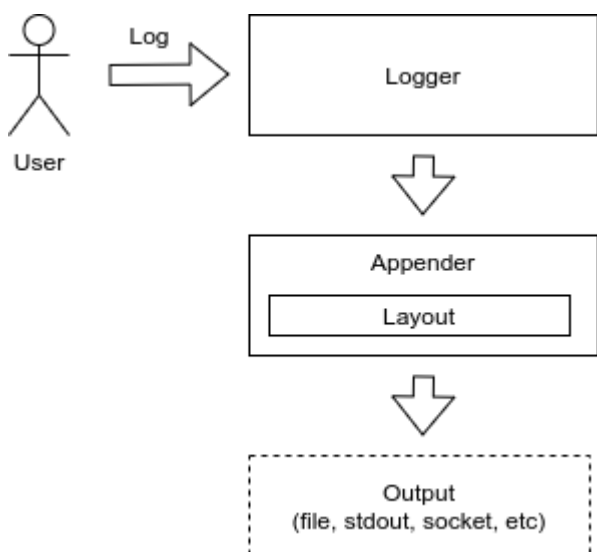 Log
User
Logger
Appender
Layout
Output
(file, stdout, socket, etc)